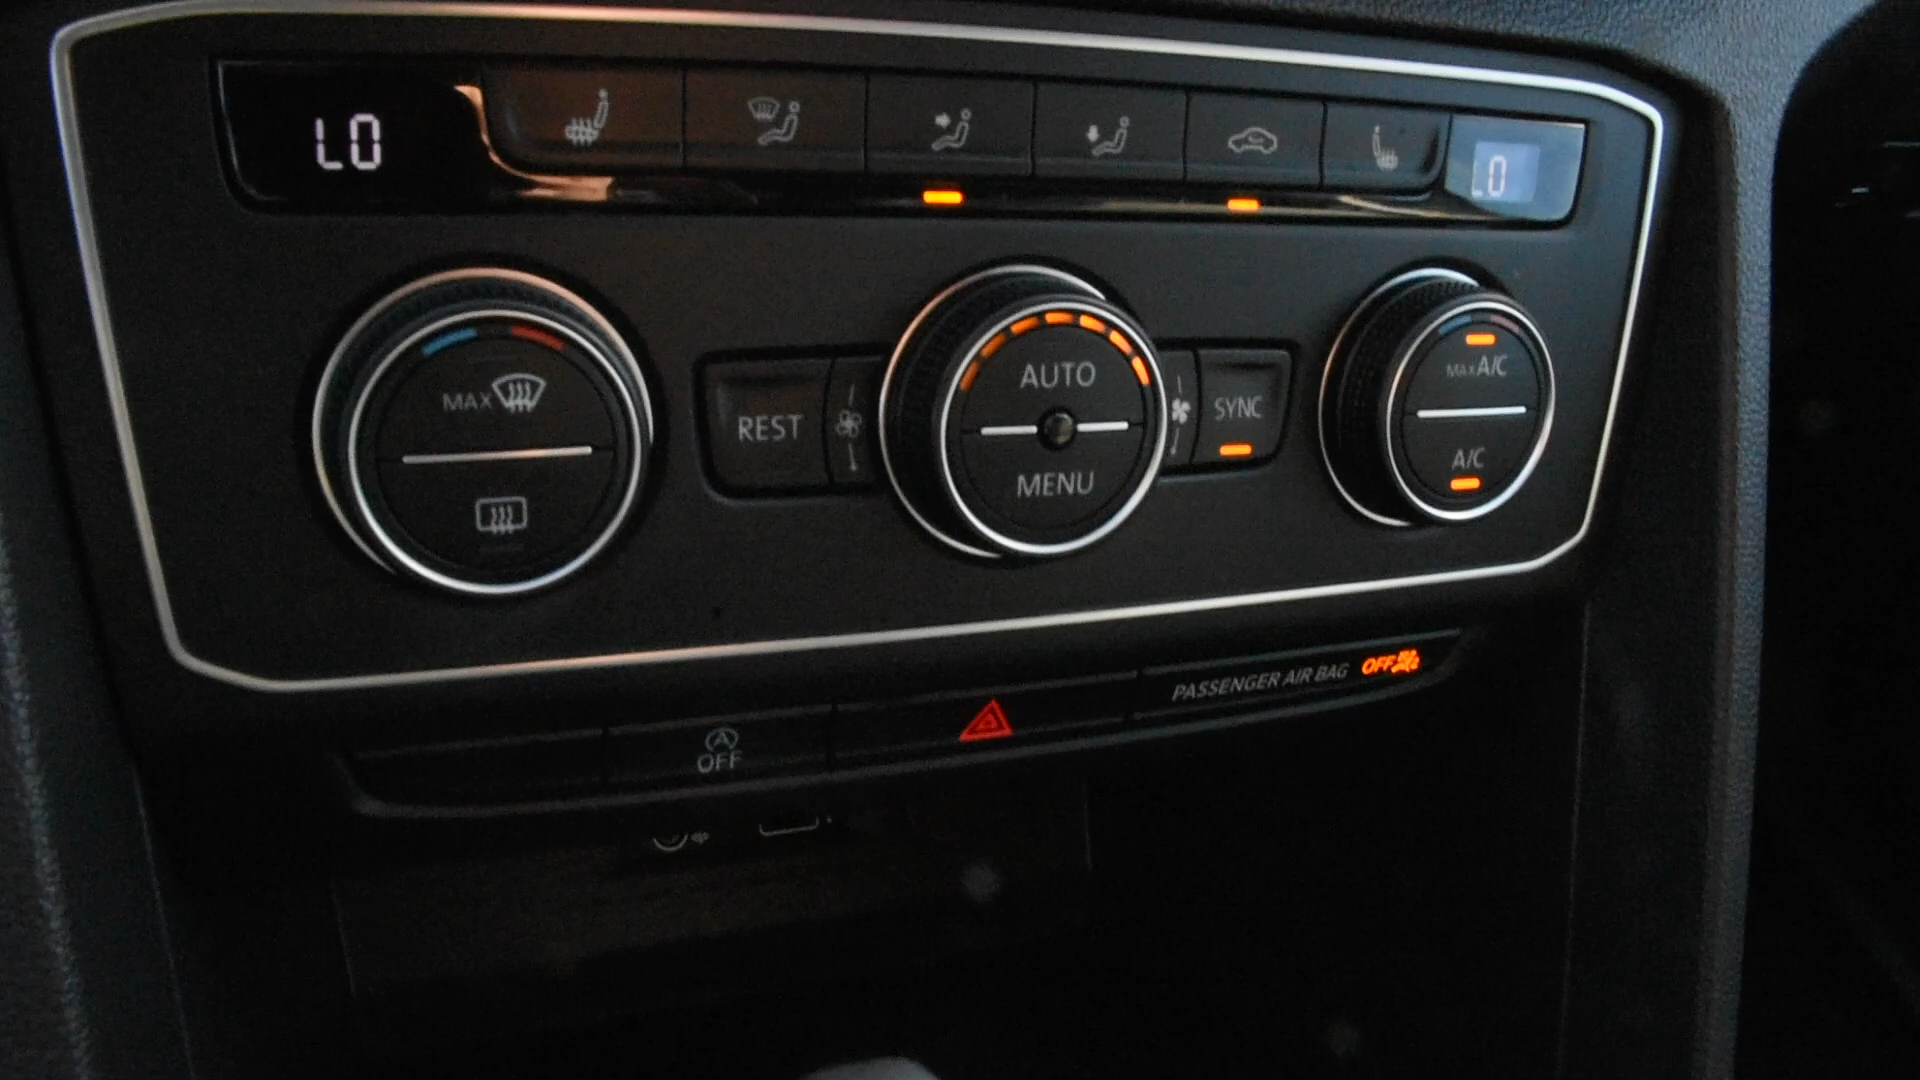 LO
LO
MAX
REST
AUTO
MENU
SYNC
MAX A/C
A/C
PASSENGER AIR BAG OFF
A
OFF